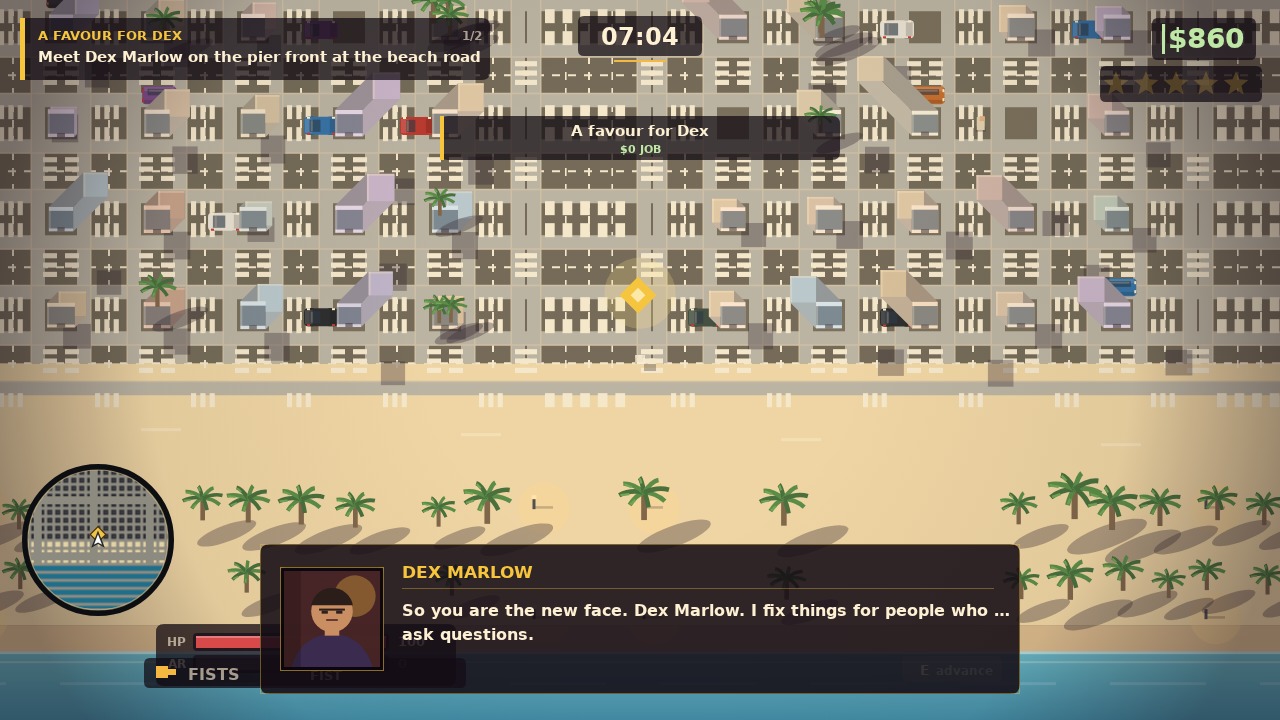 A FAVOUR FOR DEX 1/2
Meet Dex Marlow on the pier front at the beach road
07:04
$860
A favour for Dex
$0 JOB
DEX MARLOW
So you are the new face. Dex Marlow. I fix things for people who ...
ask questions.
E advance
HP 100
AR
FISTS FIST